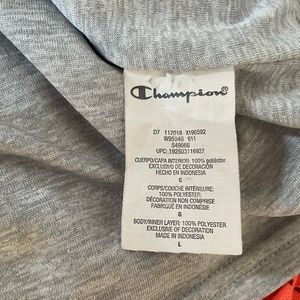 Champion®
D7 112018 X196592
W9594G 611
549956
UPC:192503116927
CUERPO/CAPA INTERIOR: 100% poliéster.
EXCLUSIVO DE DECORACIÓN
HECHO EN INDONESIA
G
CORPS/COUCHE INTÉRIEURE:
100% POLYESTER.
DÉCORATION NON COMPRISE
FABRIQUÉ EN INDONÉSIE
G
BODY/INNER LAYER: 100% POLYESTER.
EXCLUSIVE OF DECORATION
MADE IN INDONESIA
L